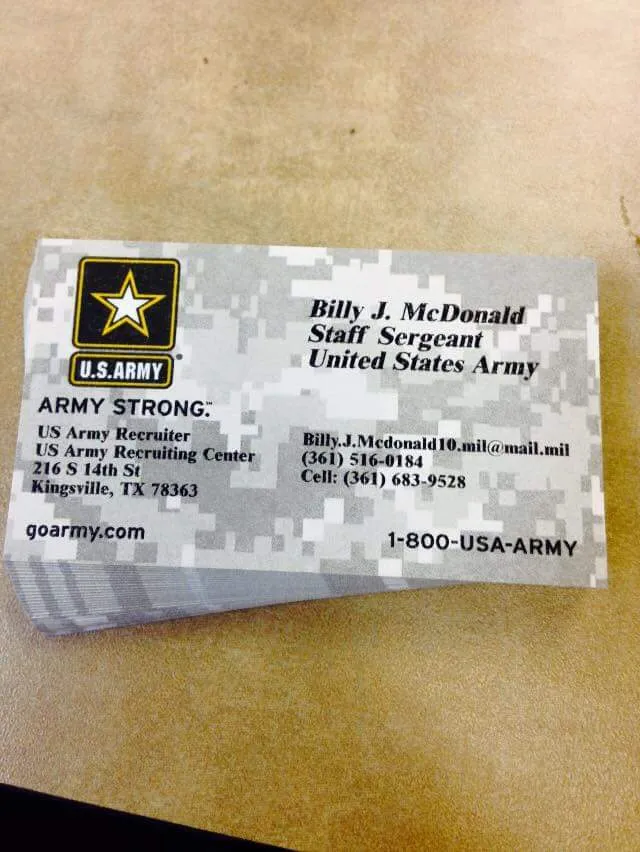 U.S.ARMY
ARMY STRONG.™
US Army Recruiter
US Army Recruiting Center
216 S 14th St
Kingsville, TX 78363
goarmy.com
Billy J. McDonald
Staff Sergeant
United States Army
Billy.J.Mcdonald10.mil@mail.mil
(361) 516-0184
Cell: (361) 683-9528
1-800-USA-ARMY